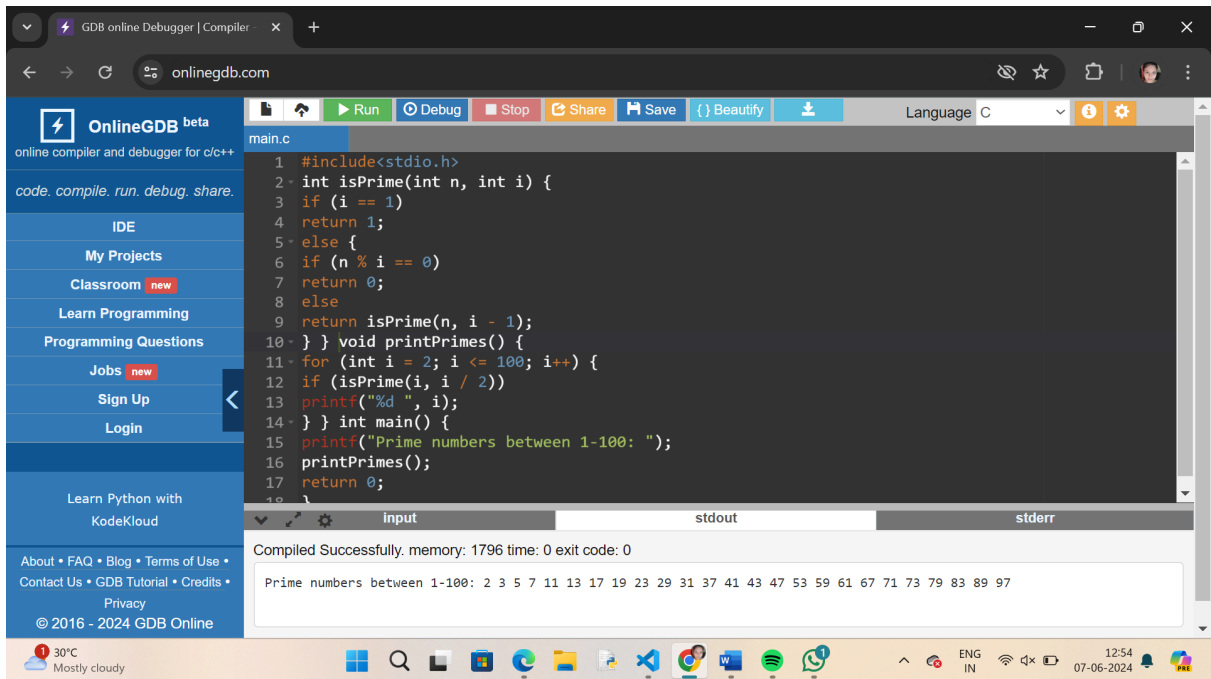 GDB online Debugger | Compiler -
onlinegdb.com
OnlineGDB beta
online compiler and debugger for c/c++
code. compile. run. debug. share.
IDE
My Projects
Classroom new
Learn Programming
Programming Questions
Jobs new
Sign Up
Login
Learn Python with
KodeKloud
About • FAQ • Blog • Terms of Use •
Contact Us • GDB Tutorial • Credits •
Privacy
© 2016 - 2024 GDB Online
Run Debug Stop Share Save { } Beautify Language C
main.c
1 #include<stdio.h>
2 int isPrime(int n, int i) {
3 if (i == 1)
4 return 1;
5 else {
6 if (n % i == 0)
7 return 0;
8 else
9 return isPrime(n, i - 1);
10 } } void printPrimes() {
11 for (int i = 2; i <= 100; i++) {
12 if (isPrime(i, i / 2))
13 printf("%d ", i);
14 } } int main() {
15 printf("Prime numbers between 1-100: ");
16 printPrimes();
17 return 0;
18 }
input stdout stderr
Compiled Successfully. memory: 1796 time: 0 exit code: 0
Prime numbers between 1-100: 2 3 5 7 11 13 17 19 23 29 31 37 41 43 47 53 59 61 67 71 73 79 83 89 97
1
30°C
Mostly cloudy
W
1
ENG
IN
12:54
07-06-2024
PRE